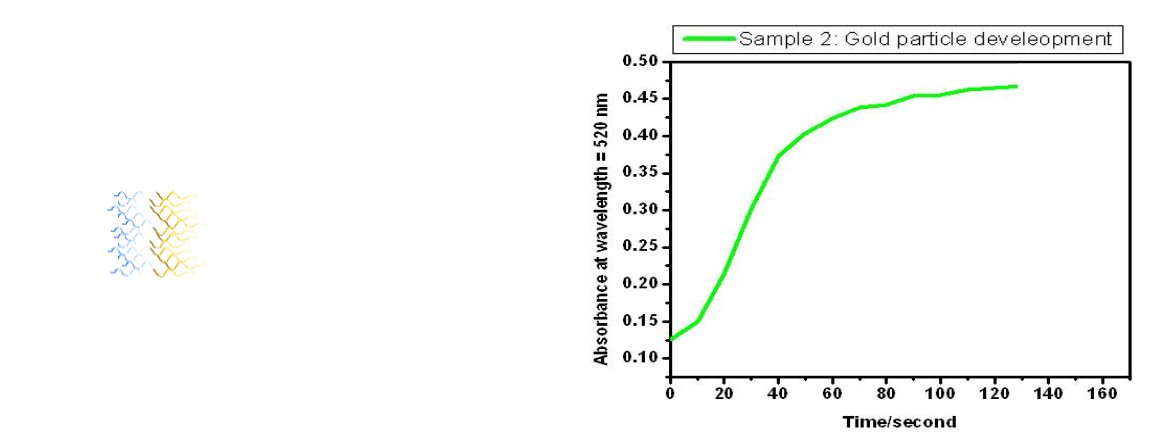 Sample 2: Gold particle develeopment
0.50
0.45
0.40
0.35
0.30
0.25
0.20
0.15
0.10
Absorbance at wavelength = 520 nm
0 20 40 60 80 100 120 140 160
Time/second